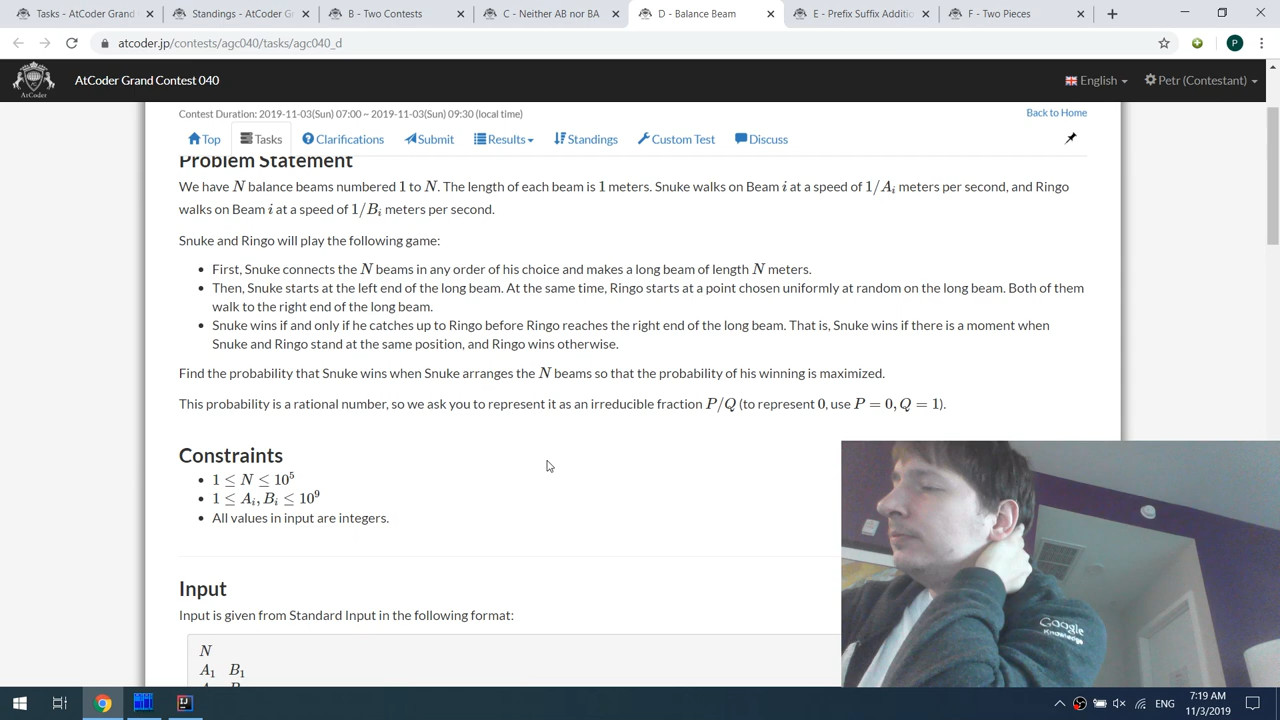 Tasks - AtCoder Grand
Standings - AtCoder G
B - Two Contests
C - Neither AB nor BA
D - Balance Beam
E - Prefix Suffix Additio
F - Two Pieces
atcoder.jp/contests/agc040/tasks/agc040_d
P
AtCoder
AtCoder Grand Contest 040
English
Petr (Contestant)
Contest Duration: 2019-11-03(Sun) 07:00 ~ 2019-11-03(Sun) 09:30 (local time)
Back to Home
Top
Tasks
Clarifications
Submit
Results
Standings
Custom Test
Discuss
Problem Statement
We have N balance beams numbered 1 to N. The length of each beam is 1 meters. Snuke walks on Beam i at a speed of 1/A_i meters per second, and Ringo
walks on Beam i at a speed of 1/B_i meters per second.
Snuke and Ringo will play the following game:
• First, Snuke connects the N beams in any order of his choice and makes a long beam of length N meters.
• Then, Snuke starts at the left end of the long beam. At the same time, Ringo starts at a point chosen uniformly at random on the long beam. Both of them
walk to the right end of the long beam.
• Snuke wins if and only if he catches up to Ringo before Ringo reaches the right end of the long beam. That is, Snuke wins if there is a moment when
Snuke and Ringo stand at the same position, and Ringo wins otherwise.
Find the probability that Snuke wins when Snuke arranges the N beams so that the probability of his winning is maximized.
This probability is a rational number, so we ask you to represent it as an irreducible fraction P/Q (to represent 0, use P = 0, Q = 1).
Constraints
• 1 ≤ N ≤ 10^5
• 1 ≤ A_i, B_i ≤ 10^9
• All values in input are integers.
Input
Input is given from Standard Input in the following format:
N
A_1 B_1
Google
Knowledge
ENG
7:19 AM
11/3/2019